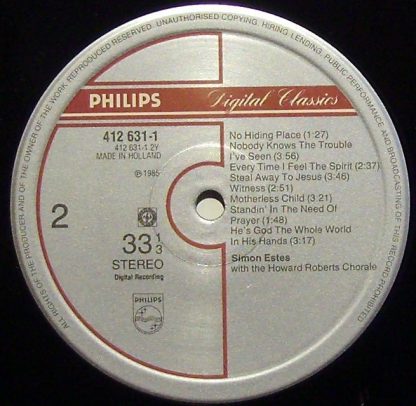 ALL RIGHTS OF THE PRODUCER AND OF THE OWNER OF THE WORK REPRODUCED RESERVED. UNAUTHORISED COPYING, HIRING, LENDING, PUBLIC PERFORMANCE AND BROADCASTING OF THIS RECORD PROHIBITED
PHILIPS
Digital Classics
412 631-1
412 631-1 2Y
MADE IN HOLLAND
℗ 1985
2
33 1/3
STEREO
Digital Recording
PHILIPS
No Hiding Place (1:27)
Nobody Knows The Trouble
I've Seen (3:56)
Every Time I Feel The Spirit (2:37)
Steal Away To Jesus (3:46)
Witness (2:51)
Motherless Child (3:21)
Standin' In The Need Of
Prayer (1:48)
He's God The Whole World
In His Hands (3:17)
Simon Estes
with the Howard Roberts Chorale